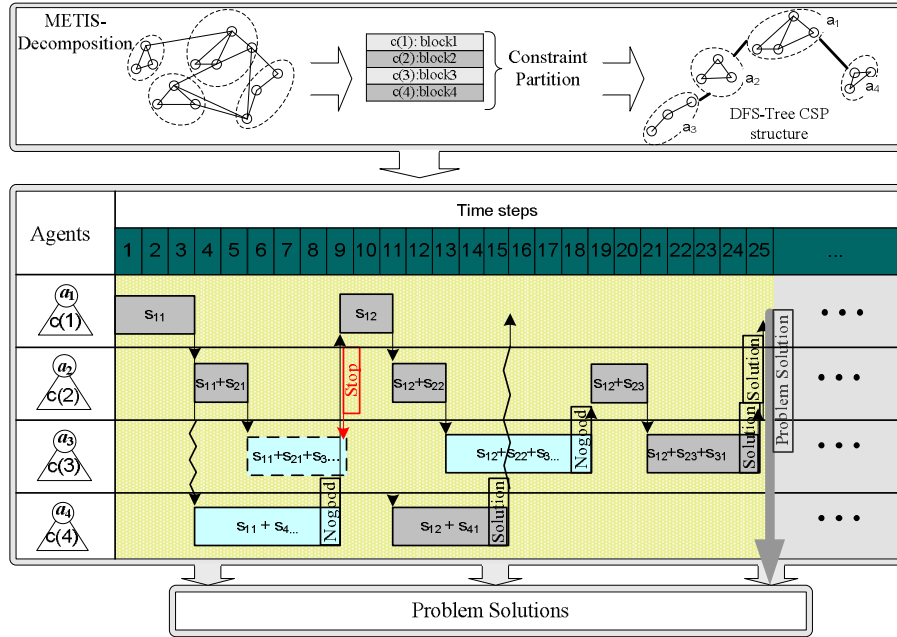 METIS-
Decomposition
c(1): block1
c(2): block2
c(3): block3
c(4): block4
Constraint
Partition
a1
a2
a3
a4
DFS-Tree CSP
structure
Agents
Time steps
1 2 3 4 5 6 7 8 9 10 11 12 13 14 15 16 17 18 19 20 21 22 23 24 25 ...
a1
c(1)
s11
s12
• • •
a2
c(2)
s11+s21
Stop
s12+s22
s12+s23
Solution
Problem Solution
• • •
a3
c(3)
s11+s21+s3...
s12+s22+s3...
Nogood
s12+s23+s31
Solution
• • •
a4
c(4)
s11 + s4...
Nogood
s12 + s41
Solution
• • •
Problem Solutions